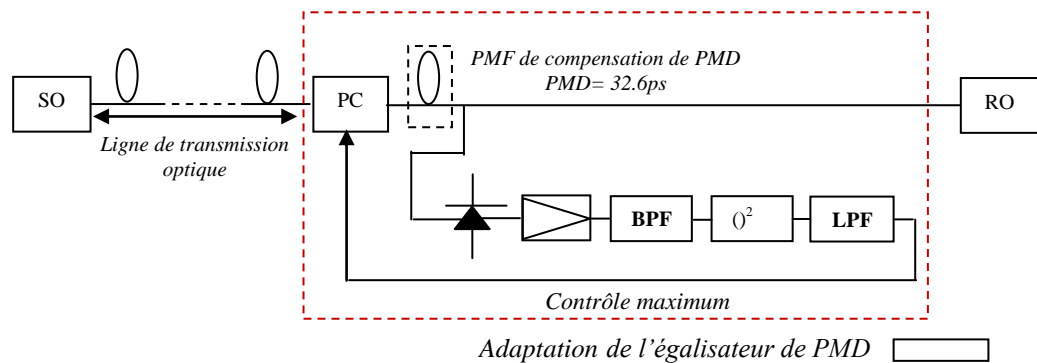 PMF de compensation de PMD
PMD= 32.6ps
SO
PC
RO
Ligne de transmission
optique
BPF
()²
LPF
Contrôle maximum
Adaptation de l'égalisateur de PMD